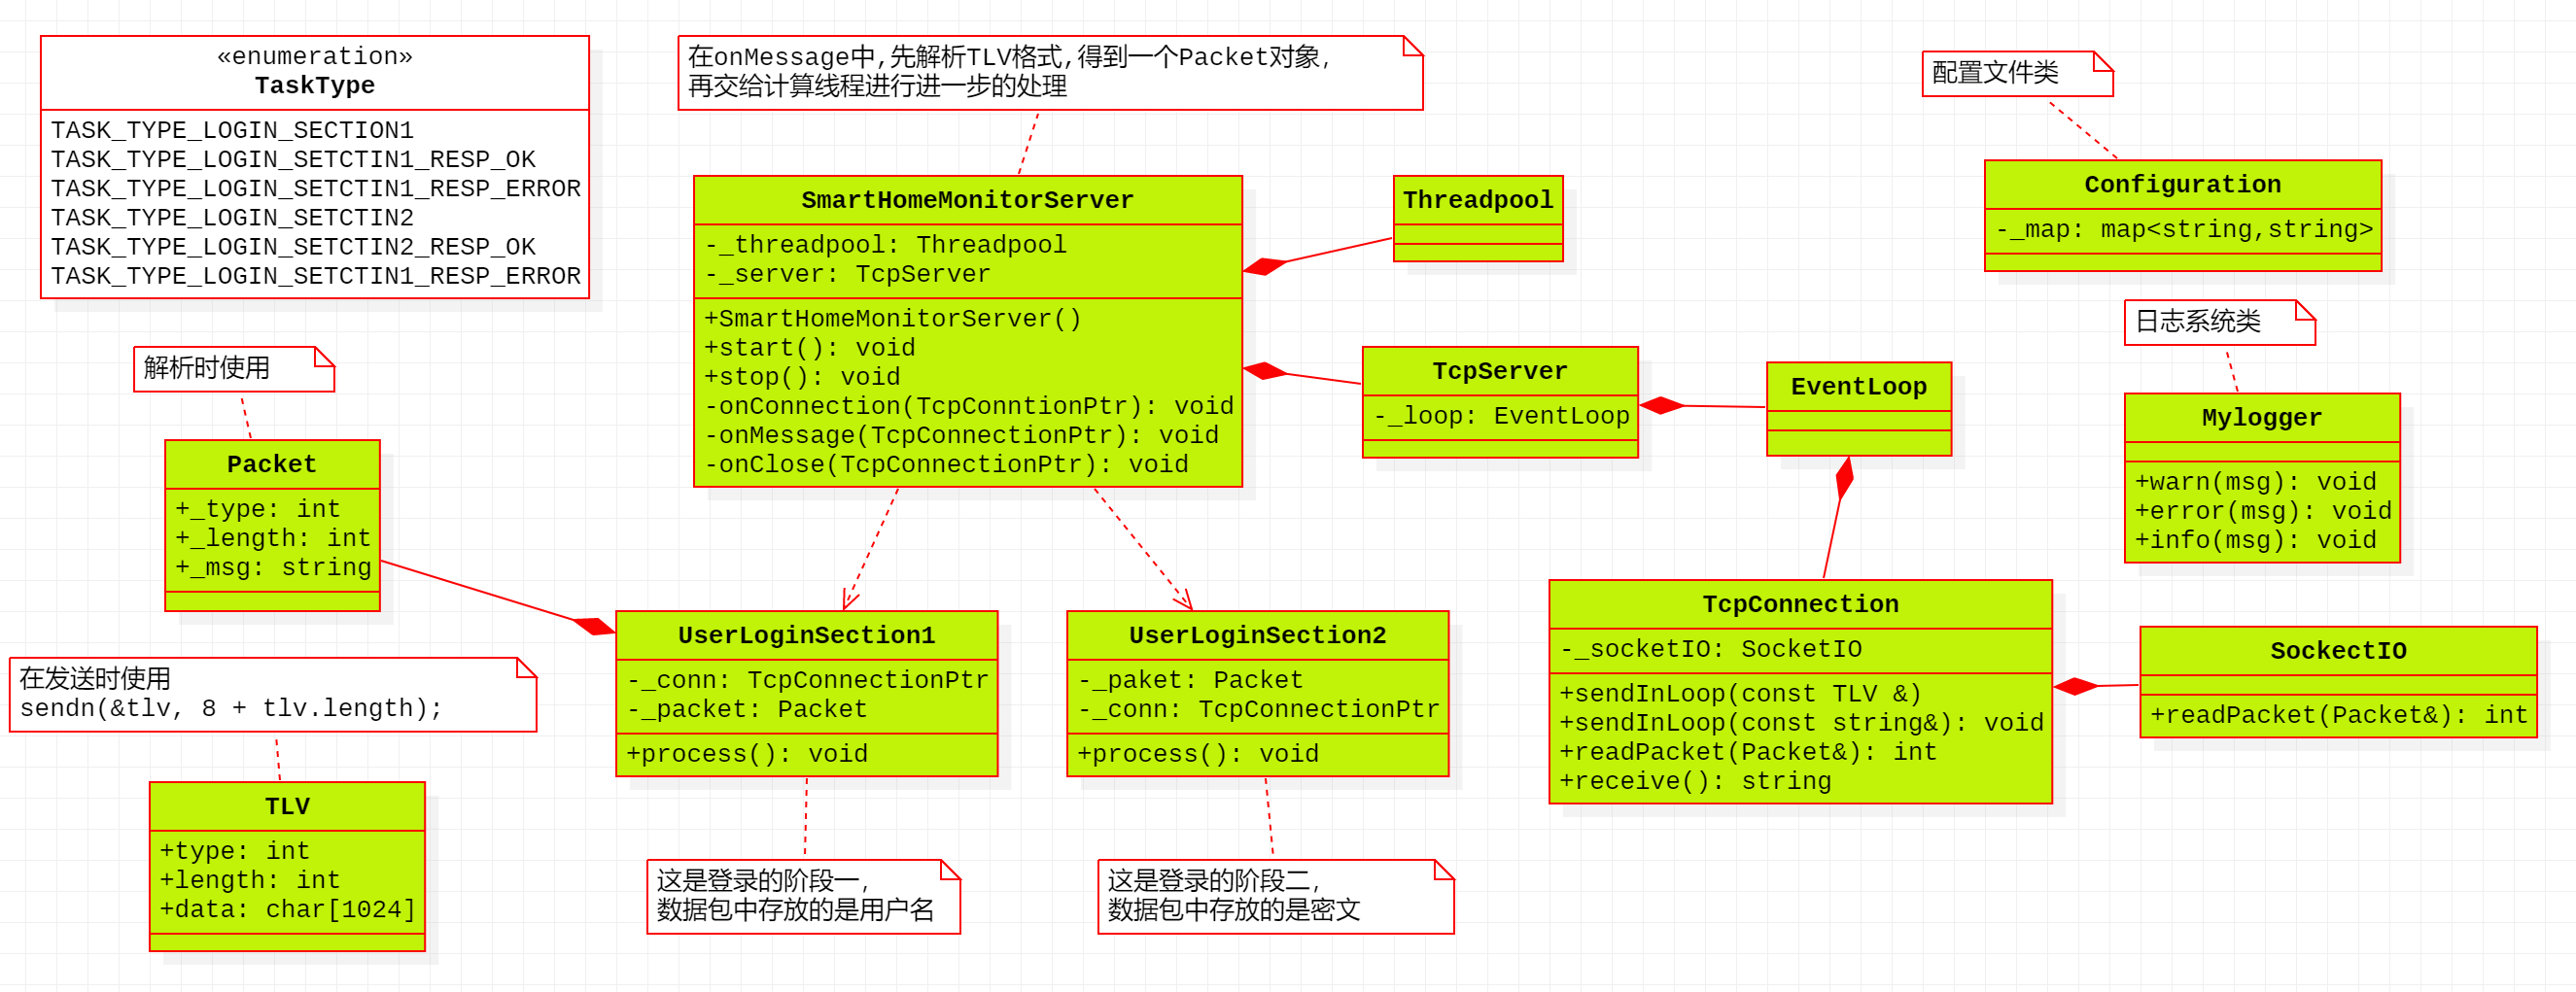 «enumeration»
TaskType
TASK_TYPE_LOGIN_SECTION1
TASK_TYPE_LOGIN_SETCTIN1_RESP_OK
TASK_TYPE_LOGIN_SETCTIN1_RESP_ERROR
TASK_TYPE_LOGIN_SETCTIN2
TASK_TYPE_LOGIN_SETCTIN2_RESP_OK
TASK_TYPE_LOGIN_SETCTIN1_RESP_ERROR
在onMessage中,先解析TLV格式,得到一个Packet对象,
再交给计算线程进行进一步的处理
配置文件类
SmartHomeMonitorServer
-_threadpool: Threadpool
-_server: TcpServer
+SmartHomeMonitorServer()
+start(): void
+stop(): void
-onConnection(TcpConntionPtr): void
-onMessage(TcpConnectionPtr): void
-onClose(TcpConnectionPtr): void
Threadpool
Configuration
-_map: map<string,string>
日志系统类
解析时使用
TcpServer
-_loop: EventLoop
EventLoop
Mylogger
+warn(msg): void
+error(msg): void
+info(msg): void
Packet
+_type: int
+_length: int
+_msg: string
在发送时使用
sendn(&tlv, 8 + tlv.length);
UserLoginSection1
-_conn: TcpConnectionPtr
-_packet: Packet
+process(): void
UserLoginSection2
-_paket: Packet
-_conn: TcpConnectionPtr
+process(): void
TcpConnection
-_socketIO: SocketIO
+sendInLoop(const TLV &)
+sendInLoop(const string&): void
+readPacket(Packet&): int
+receive(): string
SockectIO
+readPacket(Packet&): int
TLV
+type: int
+length: int
+data: char[1024]
这是登录的阶段一,
数据包中存放的是用户名
这是登录的阶段二,
数据包中存放的是密文